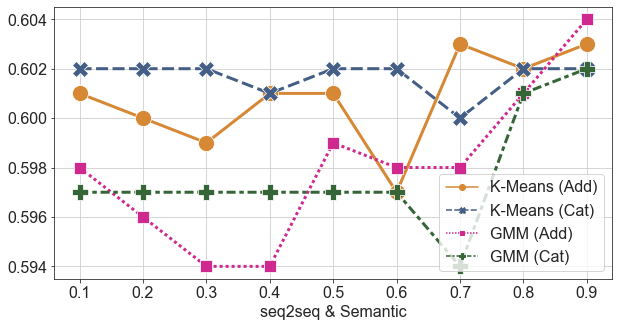 0.604
0.602
0.600
0.598
0.596
0.594
K-Means (Add)
K-Means (Cat)
GMM (Add)
GMM (Cat)
0.1 0.2 0.3 0.4 0.5 0.6 0.7 0.8 0.9
seq2seq & Semantic